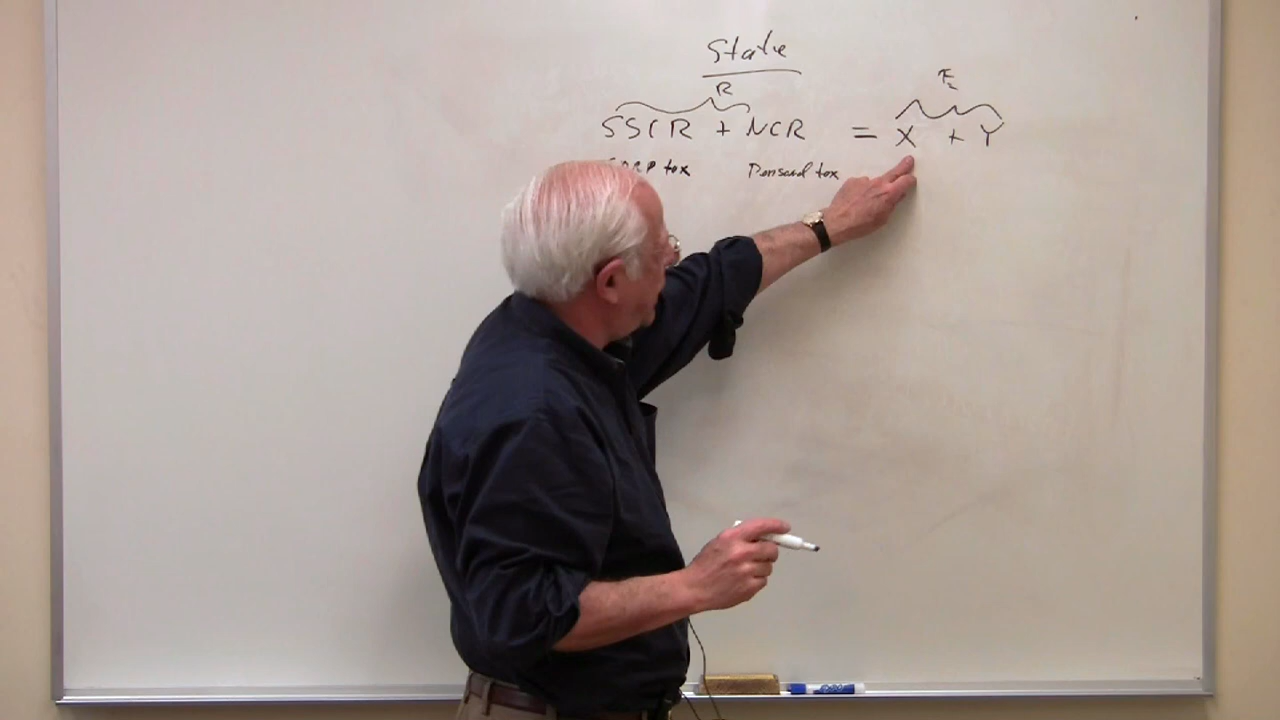 State
R
SSCR + NCR = X + Y
tax Personal tax